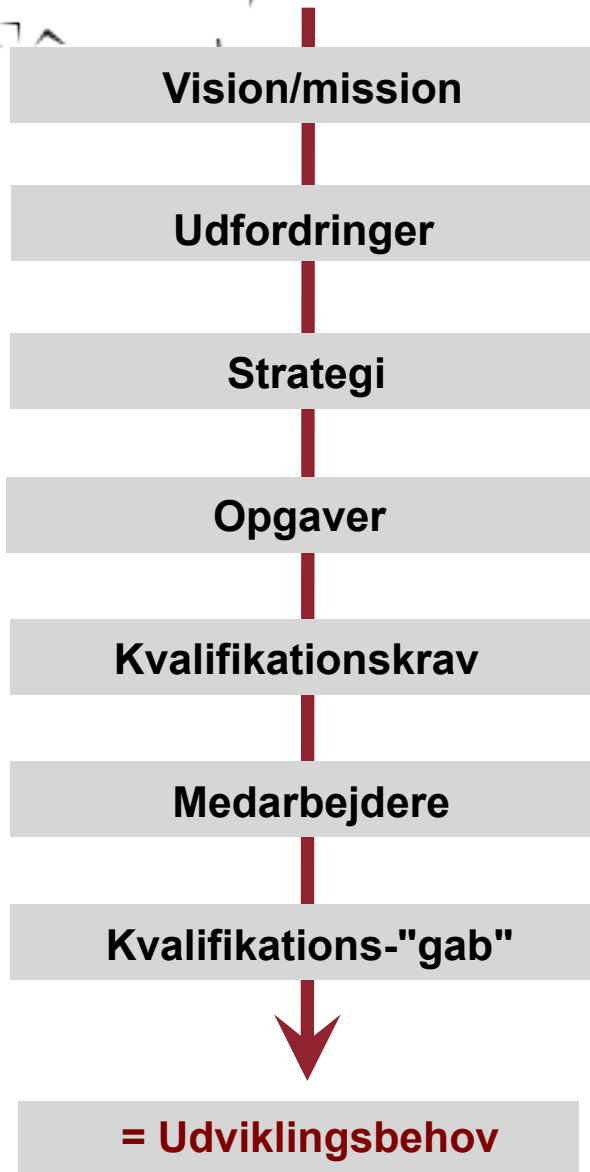 Vision/mission
Udfordringer
Strategi
Opgaver
Kvalifikationskrav
Medarbejdere
Kvalifikations-"gab"
= Udviklingsbehov